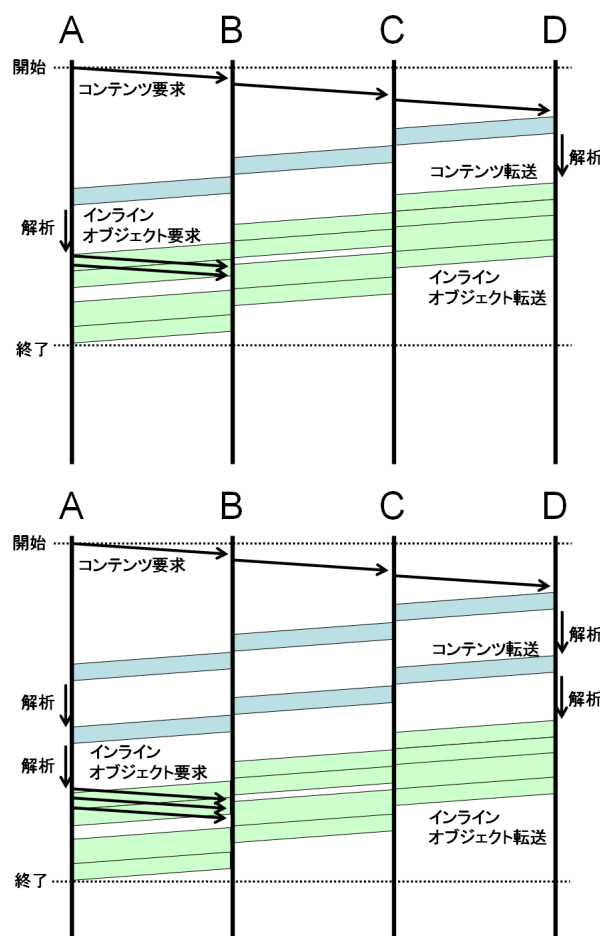 A B C D
開始
コンテンツ要求
解析
コンテンツ転送
解析
インライン
オブジェクト要求
インライン
オブジェクト転送
終了
A B C D
開始
コンテンツ要求
解析
コンテンツ転送
解析
解析
インライン
オブジェクト要求
解析
インライン
オブジェクト転送
終了